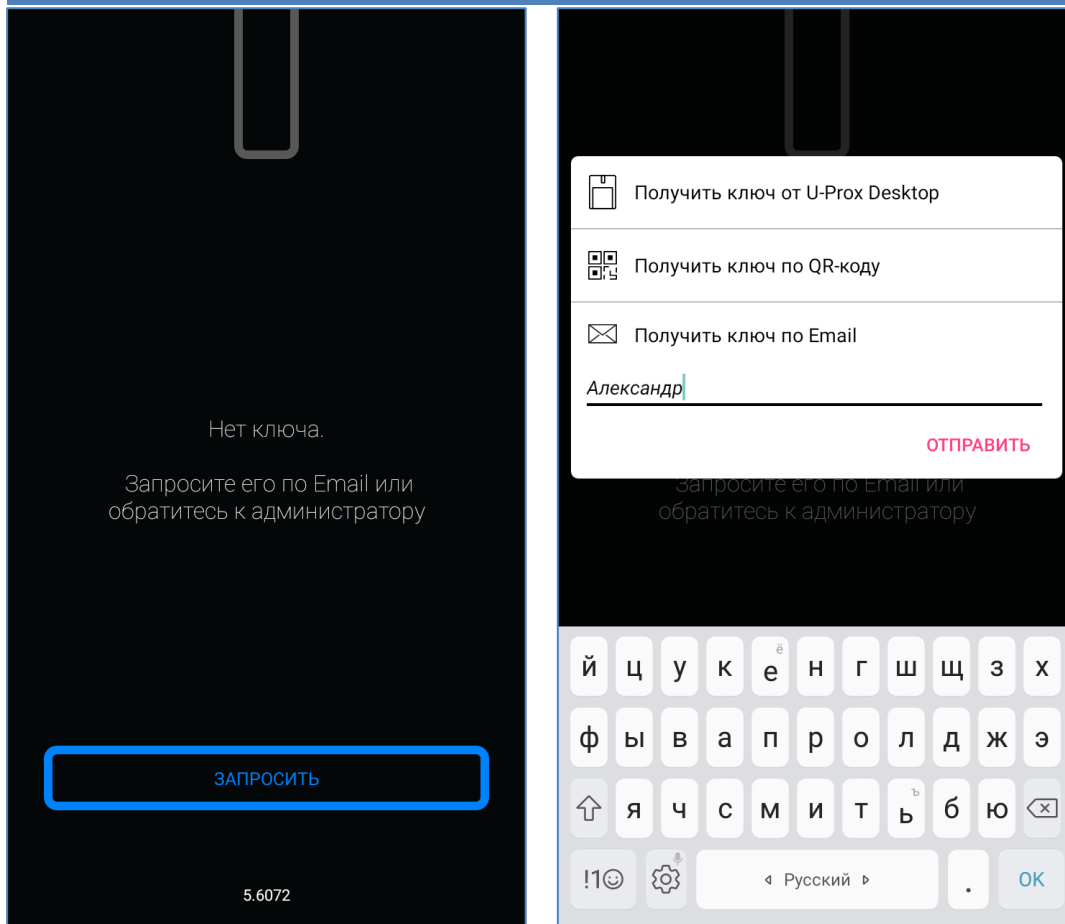 Нет ключа.
Запросите его по Email или
обратитесь к администратору
ЗАПРОСИТЬ
5.6072
Получить ключ от U-Prox Desktop
Получить ключ по QR-коду
Получить ключ по Email
Александр
ОТПРАВИТЬ
Запросите его по Email или
обратитесь к администратору
й ц у к е ё н г ш щ з х
ф ы в а п р о л д ж э
я ч с м и т ь ъ б ю
!1☺ Русский . OK